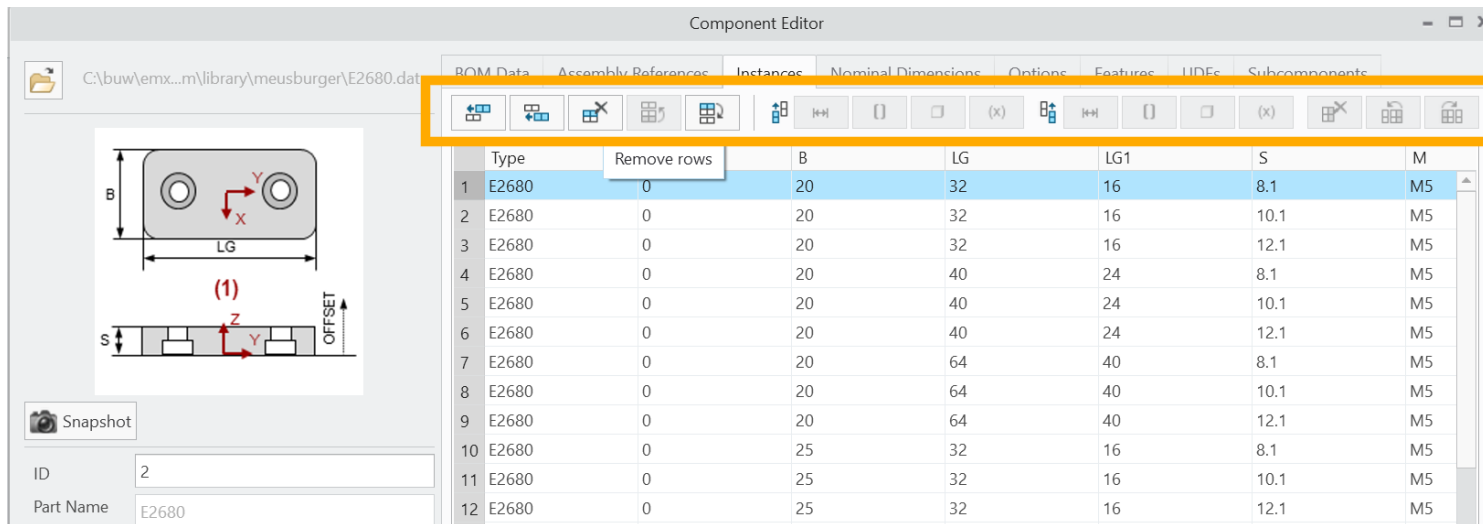 Component Editor
C:\buw\emx...m\library\meusburger\E2680.dat
BOM Data Assembly References Instances Nominal Dimensions Options Features UDFs Subcomponents
(x) (x)
Remove rows
Type B LG LG1 S M
1 E2680 0 20 32 16 8.1 M5
2 E2680 0 20 32 16 10.1 M5
3 E2680 0 20 32 16 12.1 M5
4 E2680 0 20 40 24 8.1 M5
5 E2680 0 20 40 24 10.1 M5
6 E2680 0 20 40 24 12.1 M5
7 E2680 0 20 64 40 8.1 M5
8 E2680 0 20 64 40 10.1 M5
9 E2680 0 20 64 40 12.1 M5
10 E2680 0 25 32 16 8.1 M5
11 E2680 0 25 32 16 10.1 M5
12 E2680 0 25 32 16 12.1 M5
B
Y
X
LG
(1)
Z
Y
S
OFFSET
Snapshot
ID 2
Part Name E2680